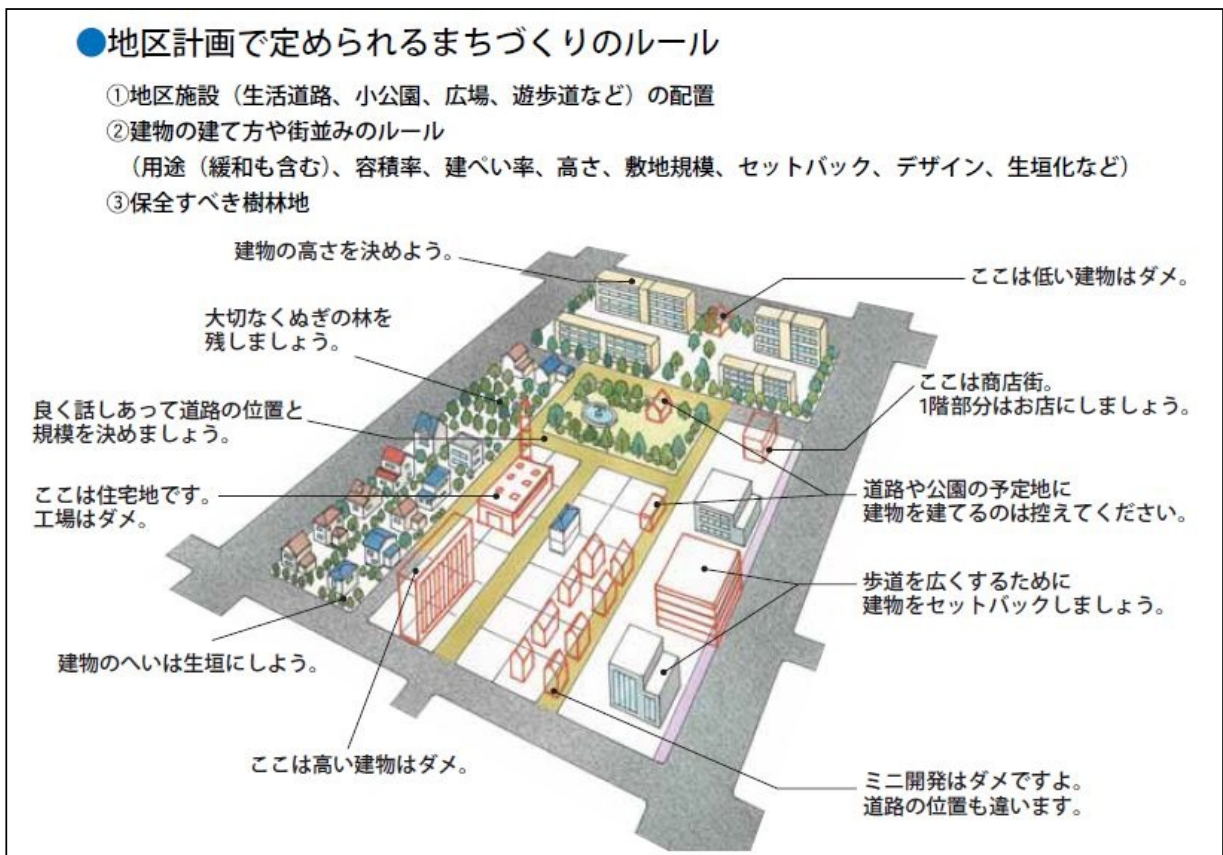 ●地区計画で定められるまちづくりのルール
①地区施設（生活道路、小公園、広場、遊歩道など）の配置
②建物の建て方や街並みのルール
（用途（緩和も含む）、容積率、建ぺい率、高さ、敷地規模、セットバック、デザイン、生垣化など）
③保全すべき樹林地
建物の高さを決めよう。
ここは低い建物はダメ。
大切なくぬぎの林を
残しましょう。
ここは商店街。
1階部分はお店にしましょう。
良く話しあって道路の位置と
規模を決めましょう。
ここは住宅地です。
工場はダメ。
道路や公園の予定地に
建物を建てるのは控えてください。
歩道を広くするために
建物をセットバックしましょう。
建物のへいは生垣にしよう。
ここは高い建物はダメ。
ミニ開発はダメですよ。
道路の位置も違います。